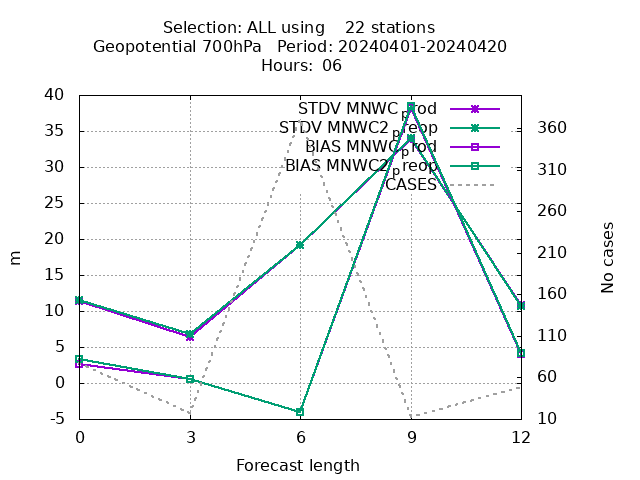 Selection: ALL using 22 stations
Geopotential 700hPa Period: 20240401-20240420
Hours: 06
STDV MNWC_prod
STDV MNWC2_preop
BIAS MNWC_prod
BIAS MNWC2_preop
CASES
40
35
30
25
20
15
10
5
0
-5
m
360
310
260
210
160
110
60
10
No cases
0 3 6 9 12
Forecast length